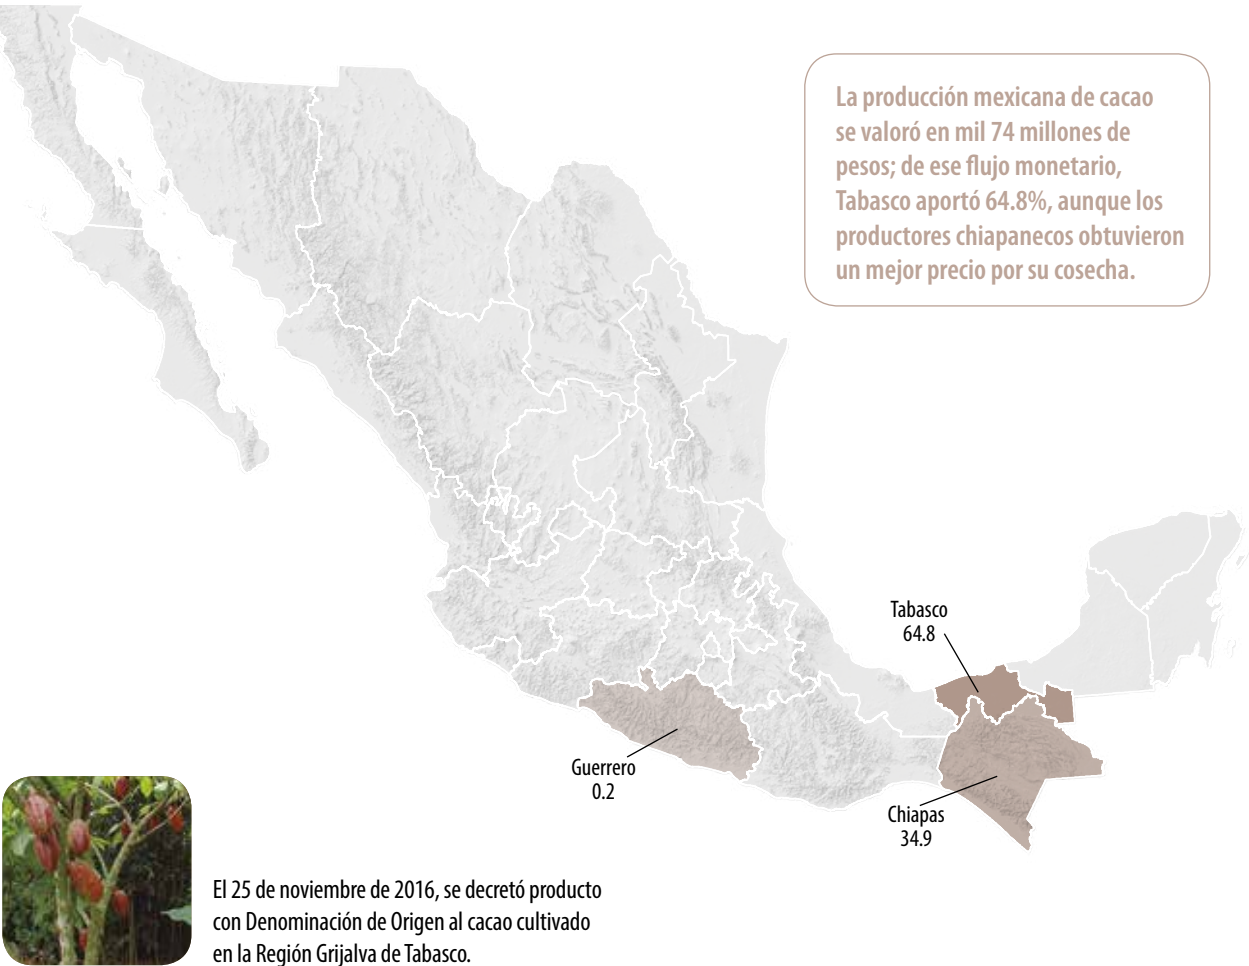 La producción mexicana de cacao
se valoró en mil 74 millones de
pesos; de ese flujo monetario,
Tabasco aportó 64.8%, aunque los
productores chiapanecos obtuvieron
un mejor precio por su cosecha.
Tabasco
64.8
Guerrero
0.2
Chiapas
34.9
El 25 de noviembre de 2016, se decretó producto
con Denominación de Origen al cacao cultivado
en la Región Grijalva de Tabasco.